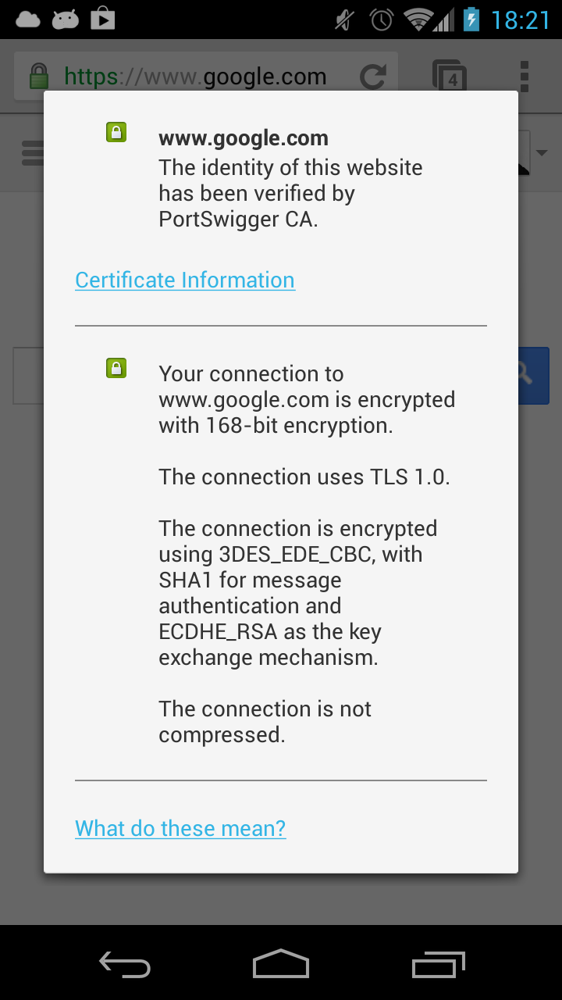 18:21
https://www.google.com
4
www.google.com
The identity of this website
has been verified by
PortSwigger CA.
Certificate Information
Your connection to
www.google.com is encrypted
with 168-bit encryption.
The connection uses TLS 1.0.
The connection is encrypted
using 3DES_EDE_CBC, with
SHA1 for message
authentication and
ECDHE_RSA as the key
exchange mechanism.
The connection is not
compressed.
What do these mean?